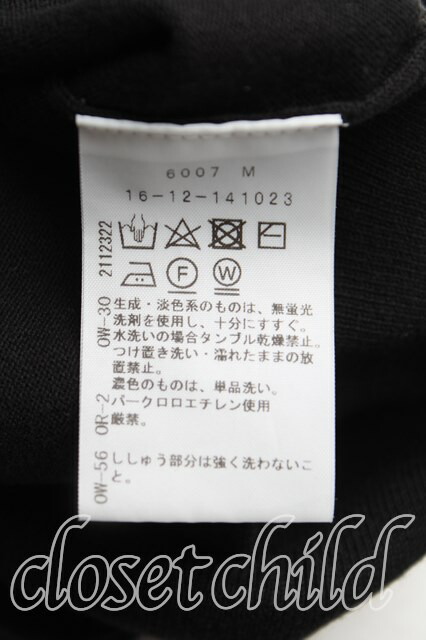 6007 M
16-12-141023
F W
OW-30 2112322
生成・淡色系のものは、無蛍光
洗剤を使用し、十分にすすぐ。
水洗いの場合タンブル乾燥禁止。
つけ置き洗い・濡れたままの放
置禁止。
濃色のものは、単品洗い。
OR-2
パークロロエチレン使用
厳禁。
OW-56
ししゅう部分は強く洗わないこ
と。
closet child